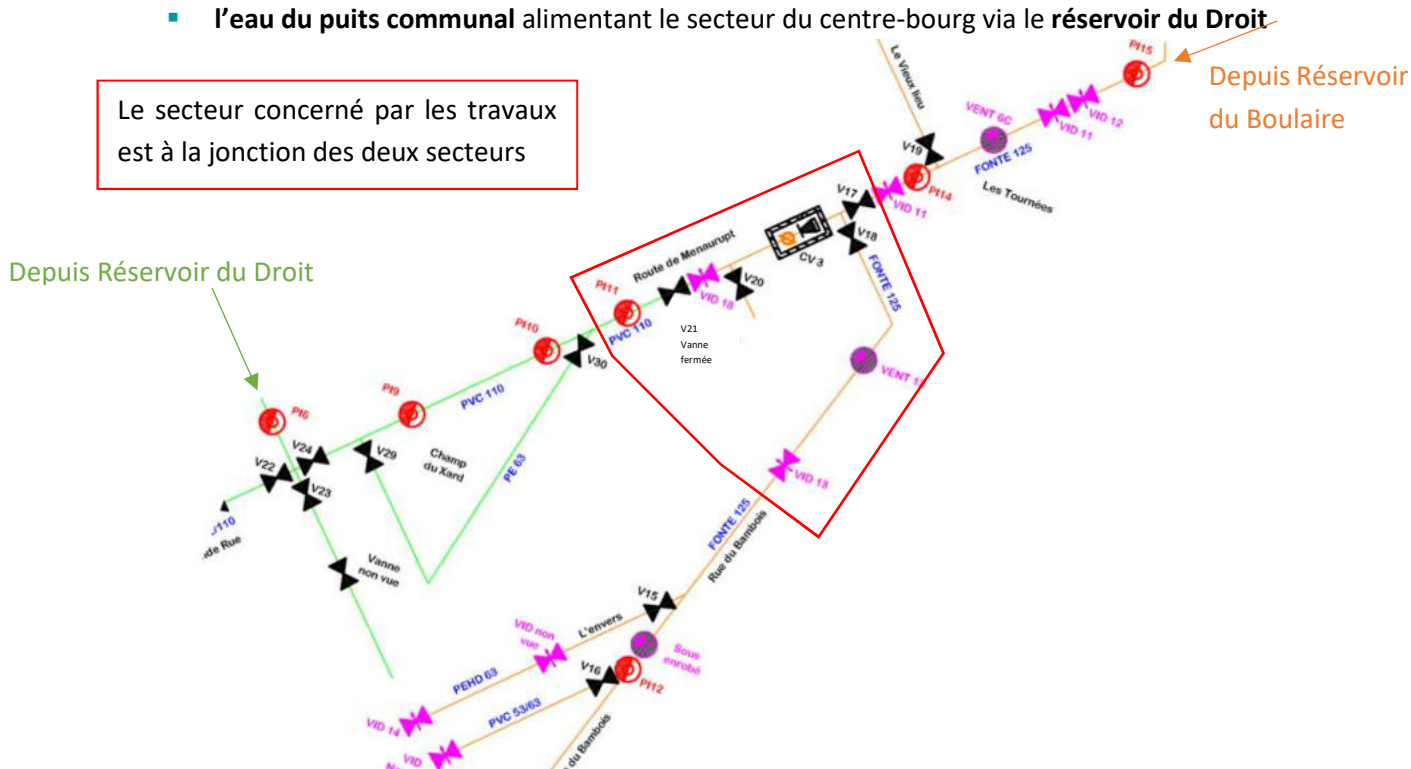 ▪ l'eau du puits communal alimentant le secteur du centre-bourg via le réservoir du Droit
Le secteur concerné par les travaux
est à la jonction des deux secteurs
Depuis Réservoir
du Boulaire
Depuis Réservoir du Droit
PI15
Le Vieux lieu
VENT 6C
VID 12
VID 11
V19
FONTE 125
PI14
Les Tournées
V17
VID 11
V18
CV 3
Route de Menaurupt
FONTE 125
V20
VID 18
PI11
PVC 110
V21
Vanne
fermée
PI10
V30
VENT 13
PI9
PVC 110
PI6
V24
V22
V29
Champ
du Xard
PE 63
V23
VID 13
/110
de Rue
FONTE 125
Rue du Bambois
Vanne
non vue
V15
L'envers
VID non
vue
Sous
enrobé
V16
PI12
PEHD 63
PVC 53/63
VID 14
VID
du Bambois